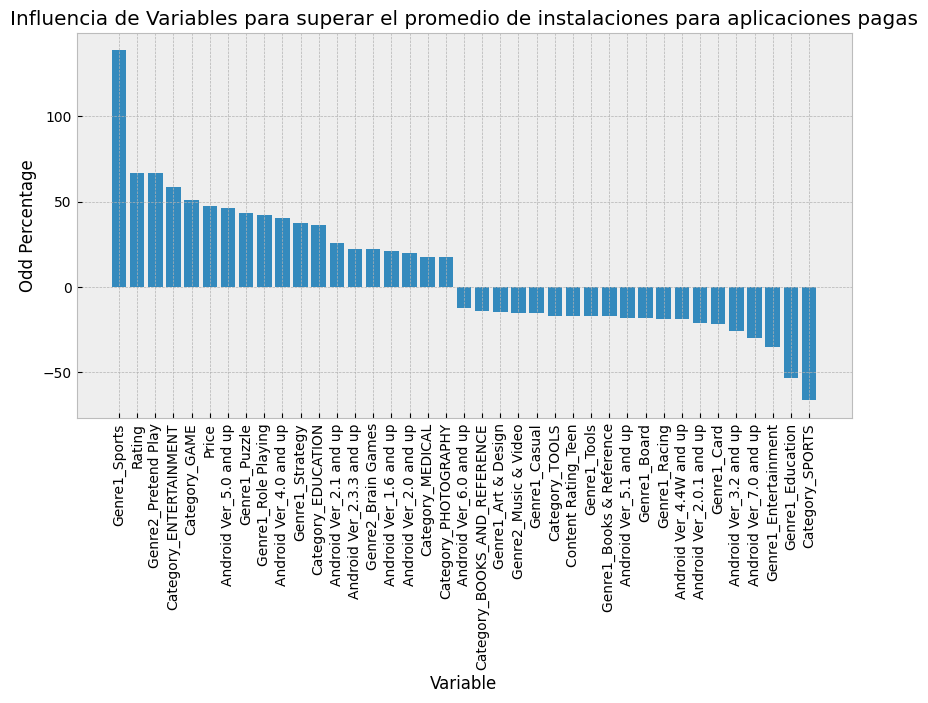 Influencia de Variables para superar el promedio de instalaciones para aplicaciones pagas
Odd Percentage
100
50
0
−50
Genre1_Sports
Rating
Genre2_Pretend Play
Category_ENTERTAINMENT
Category_GAME
Price
Android Ver_5.0 and up
Genre1_Puzzle
Genre1_Role Playing
Android Ver_4.0 and up
Genre1_Strategy
Category_EDUCATION
Android Ver_2.1 and up
Android Ver_2.3.3 and up
Genre2_Brain Games
Android Ver_1.6 and up
Android Ver_2.0 and up
Category_MEDICAL
Category_PHOTOGRAPHY
Android Ver_6.0 and up
Category_BOOKS_AND_REFERENCE
Genre1_Art & Design
Genre2_Music & Video
Genre1_Casual
Category_TOOLS
Content Rating_Teen
Genre1_Tools
Genre1_Books & Reference
Android Ver_5.1 and up
Genre1_Board
Genre1_Racing
Android Ver_4.4W and up
Android Ver_2.0.1 and up
Genre1_Card
Android Ver_3.2 and up
Android Ver_7.0 and up
Genre1_Entertainment
Genre1_Education
Category_SPORTS
Variable